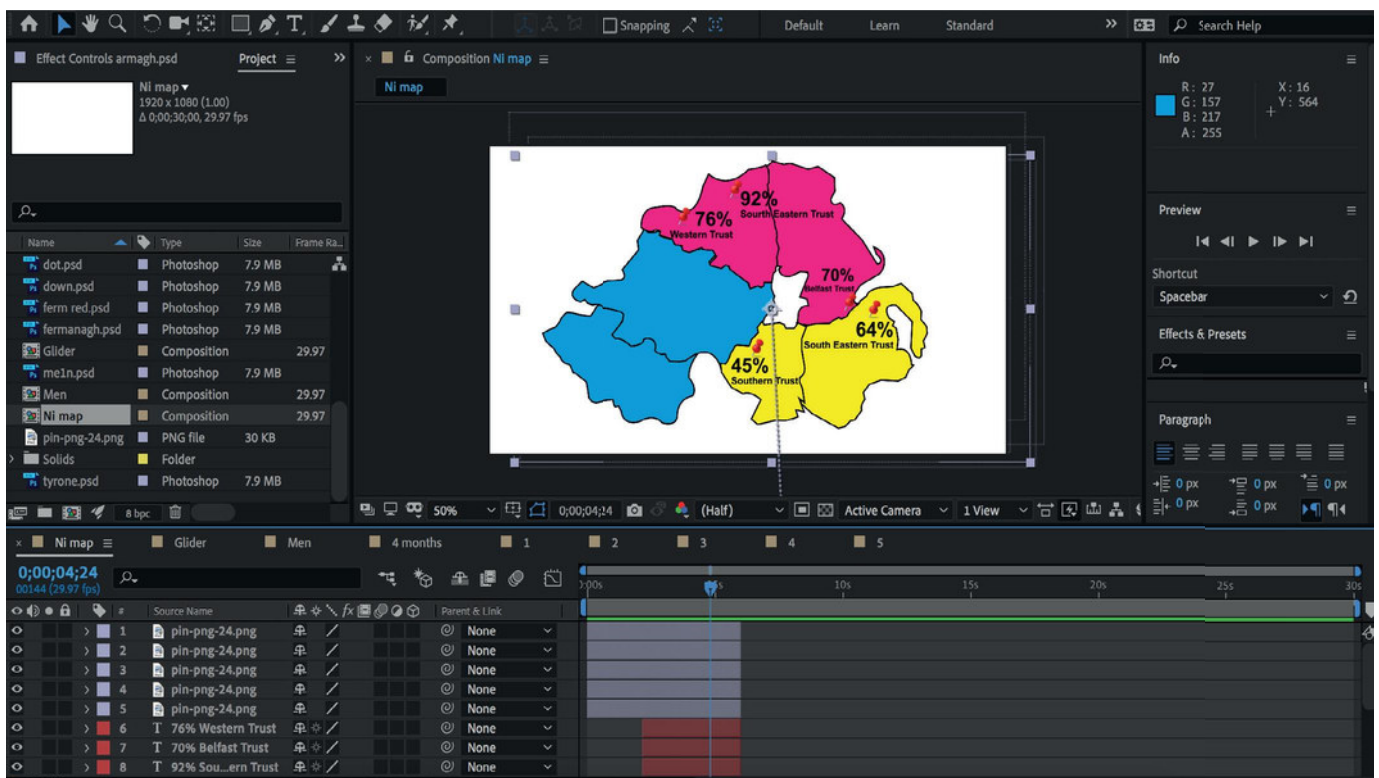 Snapping Default Learn Standard Search Help
Effect Controls armagh.psd Project
Composition Ni map
Info
Ni map
1920 x 1080 (1.00)
Δ 0;00;30;00, 29.97 fps
Ni map
R: 27 X: 16
G: 157 Y: 564
B: 217
A: 255
92%
Sourth Eastern Trust
76%
Western Trust
70%
Belfast Trust
64%
South Eastern Trust
45%
Southern Trust
Preview
Shortcut
Spacebar
Effects & Presets
Paragraph
0 px 0 px 0 px
0 px 0 px
Name Type Size Frame Ra...
dot.psd Photoshop 7.9 MB
down.psd Photoshop 7.9 MB
ferm red.psd Photoshop 7.9 MB
fermanagh.psd Photoshop 7.9 MB
Glider Composition 29.97
me1n.psd Photoshop 7.9 MB
Men Composition 29.97
Ni map Composition 29.97
pin-png-24.png PNG file 30 KB
Solids Folder
tyrone.psd Photoshop 7.9 MB
8 bpc
50% 0;00;04;24 (Half) Active Camera 1 View
Ni map Glider Men 4 months 1 2 3 4 5
0;00;04;24
00144 (29.97 fps)
10s 15s 20s 25s 30s
# Source Name fx Parent & Link
1 pin-png-24.png None
2 pin-png-24.png None
3 pin-png-24.png None
4 pin-png-24.png None
5 pin-png-24.png None
6 T 76% Western Trust None
7 T 70% Belfast Trust None
8 T 92% Sou...ern Trust None